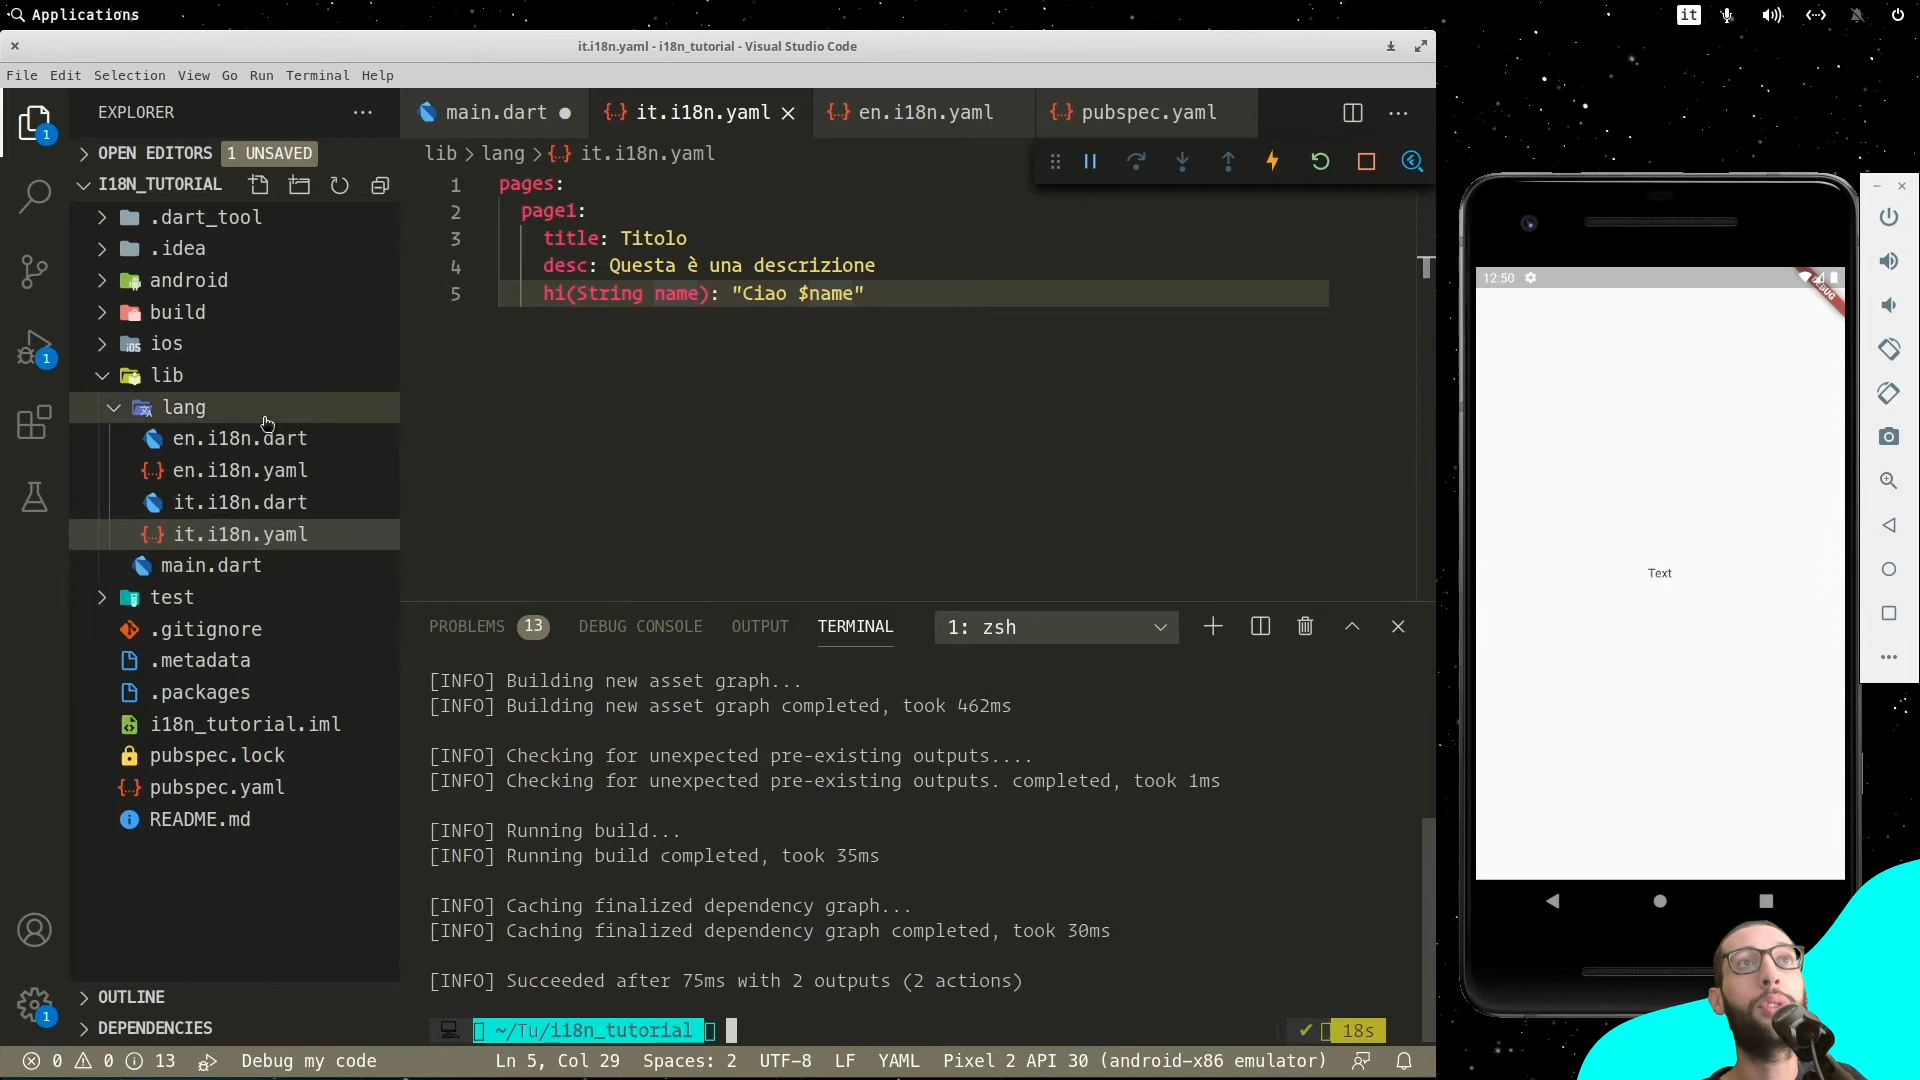 Applications
it
it.i18n.yaml - i18n_tutorial - Visual Studio Code
File Edit Selection View Go Run Terminal Help
EXPLORER
main.dart
it.i18n.yaml
en.i18n.yaml
pubspec.yaml
OPEN EDITORS 1 UNSAVED
lib > lang > it.i18n.yaml
I18N_TUTORIAL
.dart_tool
.idea
android
build
ios
lib
lang
en.i18n.dart
en.i18n.yaml
it.i18n.dart
it.i18n.yaml
main.dart
test
.gitignore
.metadata
.packages
i18n_tutorial.iml
pubspec.lock
pubspec.yaml
README.md
OUTLINE
DEPENDENCIES
1
1
1
1 pages:
2 page1:
3 title: Titolo
4 desc: Questa è una descrizione
5 hi(String name): "Ciao $name"
PROBLEMS 13 DEBUG CONSOLE OUTPUT TERMINAL 1: zsh
[INFO] Building new asset graph...
[INFO] Building new asset graph completed, took 462ms
[INFO] Checking for unexpected pre-existing outputs....
[INFO] Checking for unexpected pre-existing outputs. completed, took 1ms
[INFO] Running build...
[INFO] Running build completed, took 35ms
[INFO] Caching finalized dependency graph...
[INFO] Caching finalized dependency graph completed, took 30ms
[INFO] Succeeded after 75ms with 2 outputs (2 actions)
~/Tu/i18n_tutorial
✔ 18s
0 0 13 Debug my code Ln 5, Col 29 Spaces: 2 UTF-8 LF YAML Pixel 2 API 30 (android-x86 emulator)
12:50
DEBUG
Text